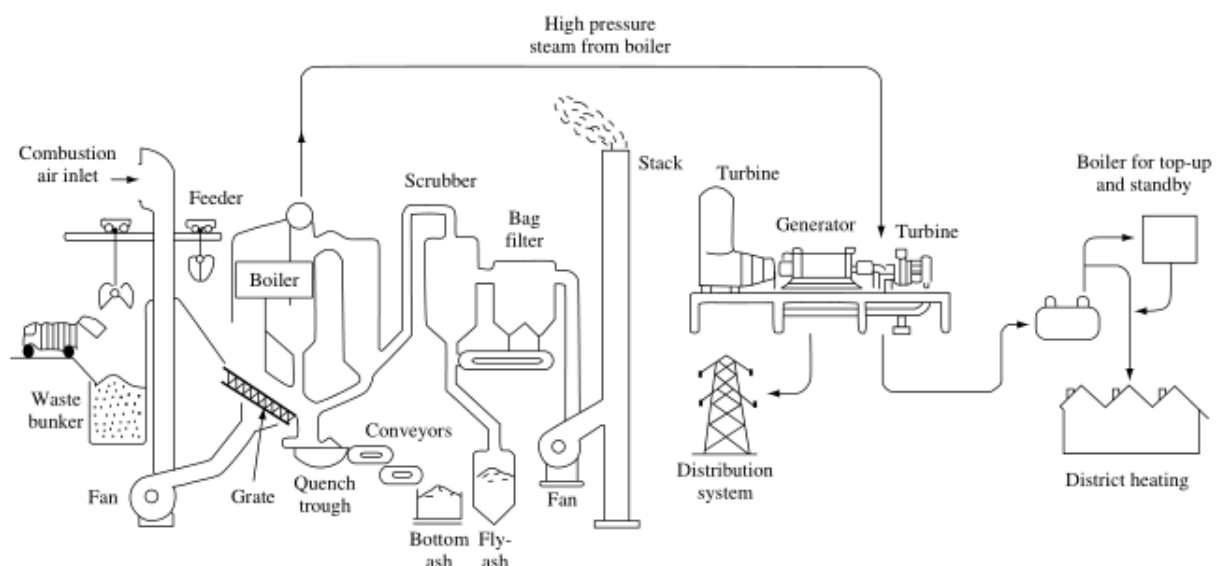 High pressure
steam from boiler
Combustion
air inlet
Feeder
Scrubber
Stack
Turbine
Boiler for top-up
and standby
Bag
filter
Generator
Turbine
Boiler
Waste
bunker
Conveyors
Fan
Grate
Quench
trough
Fan
Distribution
system
District heating
Bottom
ash
Fly-
ash